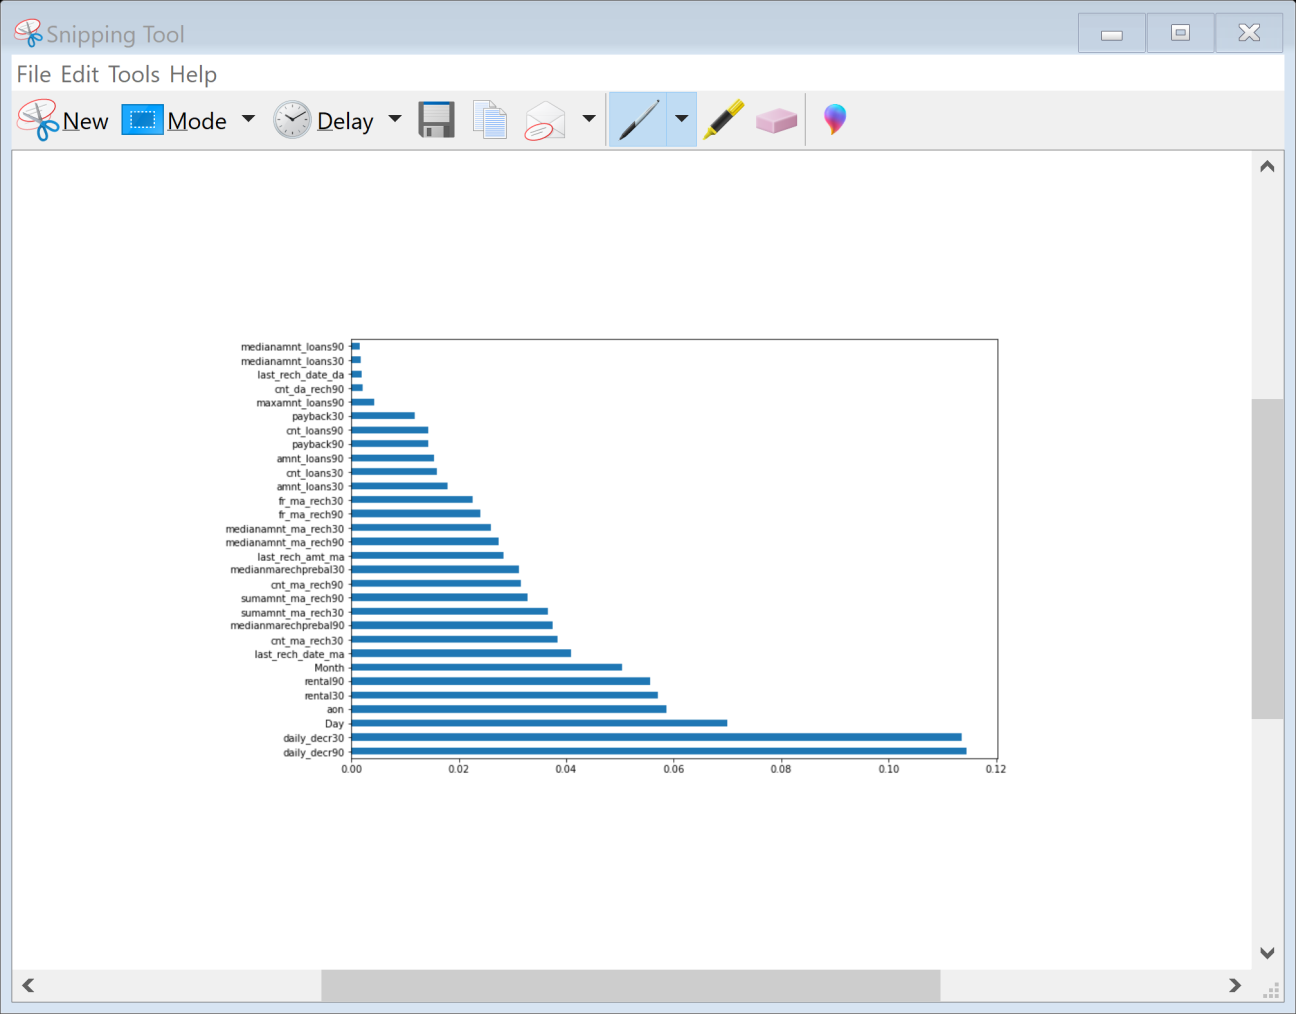 Snipping Tool
File Edit Tools Help
New Mode Delay
medianamnt_loans90
medianamnt_loans30
last_rech_date_da
cnt_da_rech90
maxamnt_loans90
payback30
cnt_loans90
payback90
amnt_loans90
cnt_loans30
amnt_loans30
fr_ma_rech30
fr_ma_rech90
medianamnt_ma_rech30
medianamnt_ma_rech90
last_rech_amt_ma
medianmarechprebal30
cnt_ma_rech90
sumamnt_ma_rech90
sumamnt_ma_rech30
medianmarechprebal90
cnt_ma_rech30
last_rech_date_ma
Month
rental90
rental30
aon
Day
daily_decr30
daily_decr90
0.00 0.02 0.04 0.06 0.08 0.10 0.12